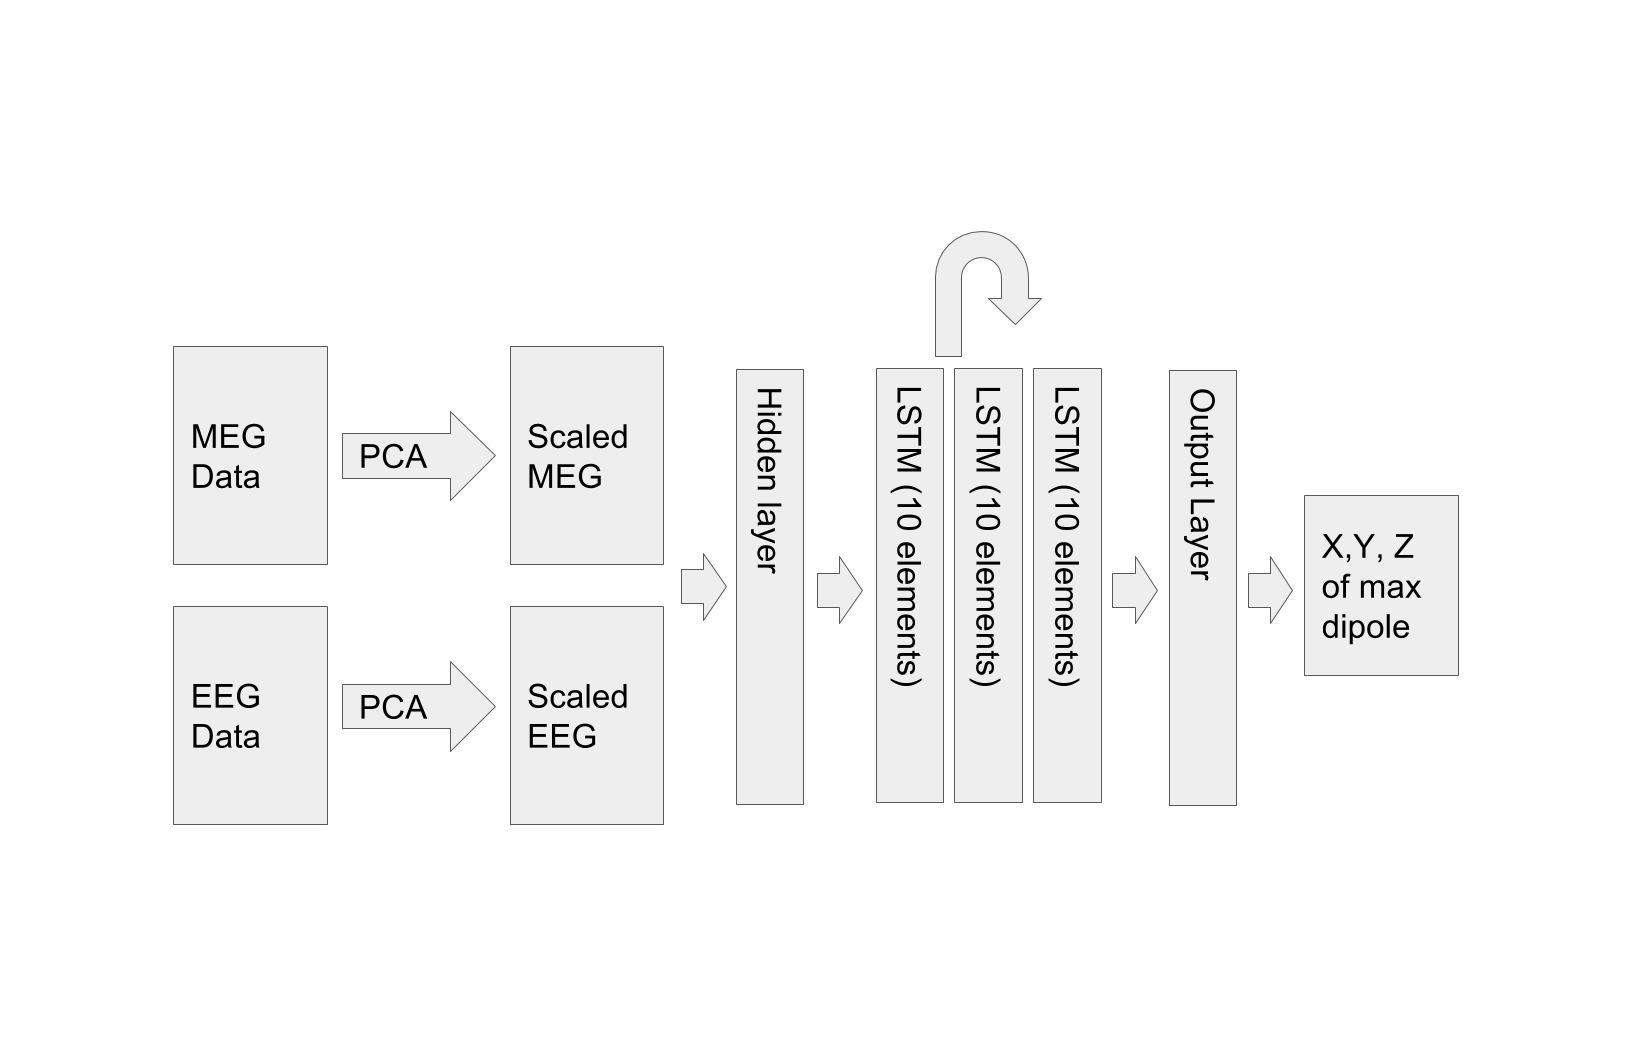 MEG
Data
PCA
Scaled
MEG
EEG
Data
PCA
Scaled
EEG
Hidden layer
LSTM (10 elements)
LSTM (10 elements)
LSTM (10 elements)
Output Layer
X,Y, Z
of max
dipole